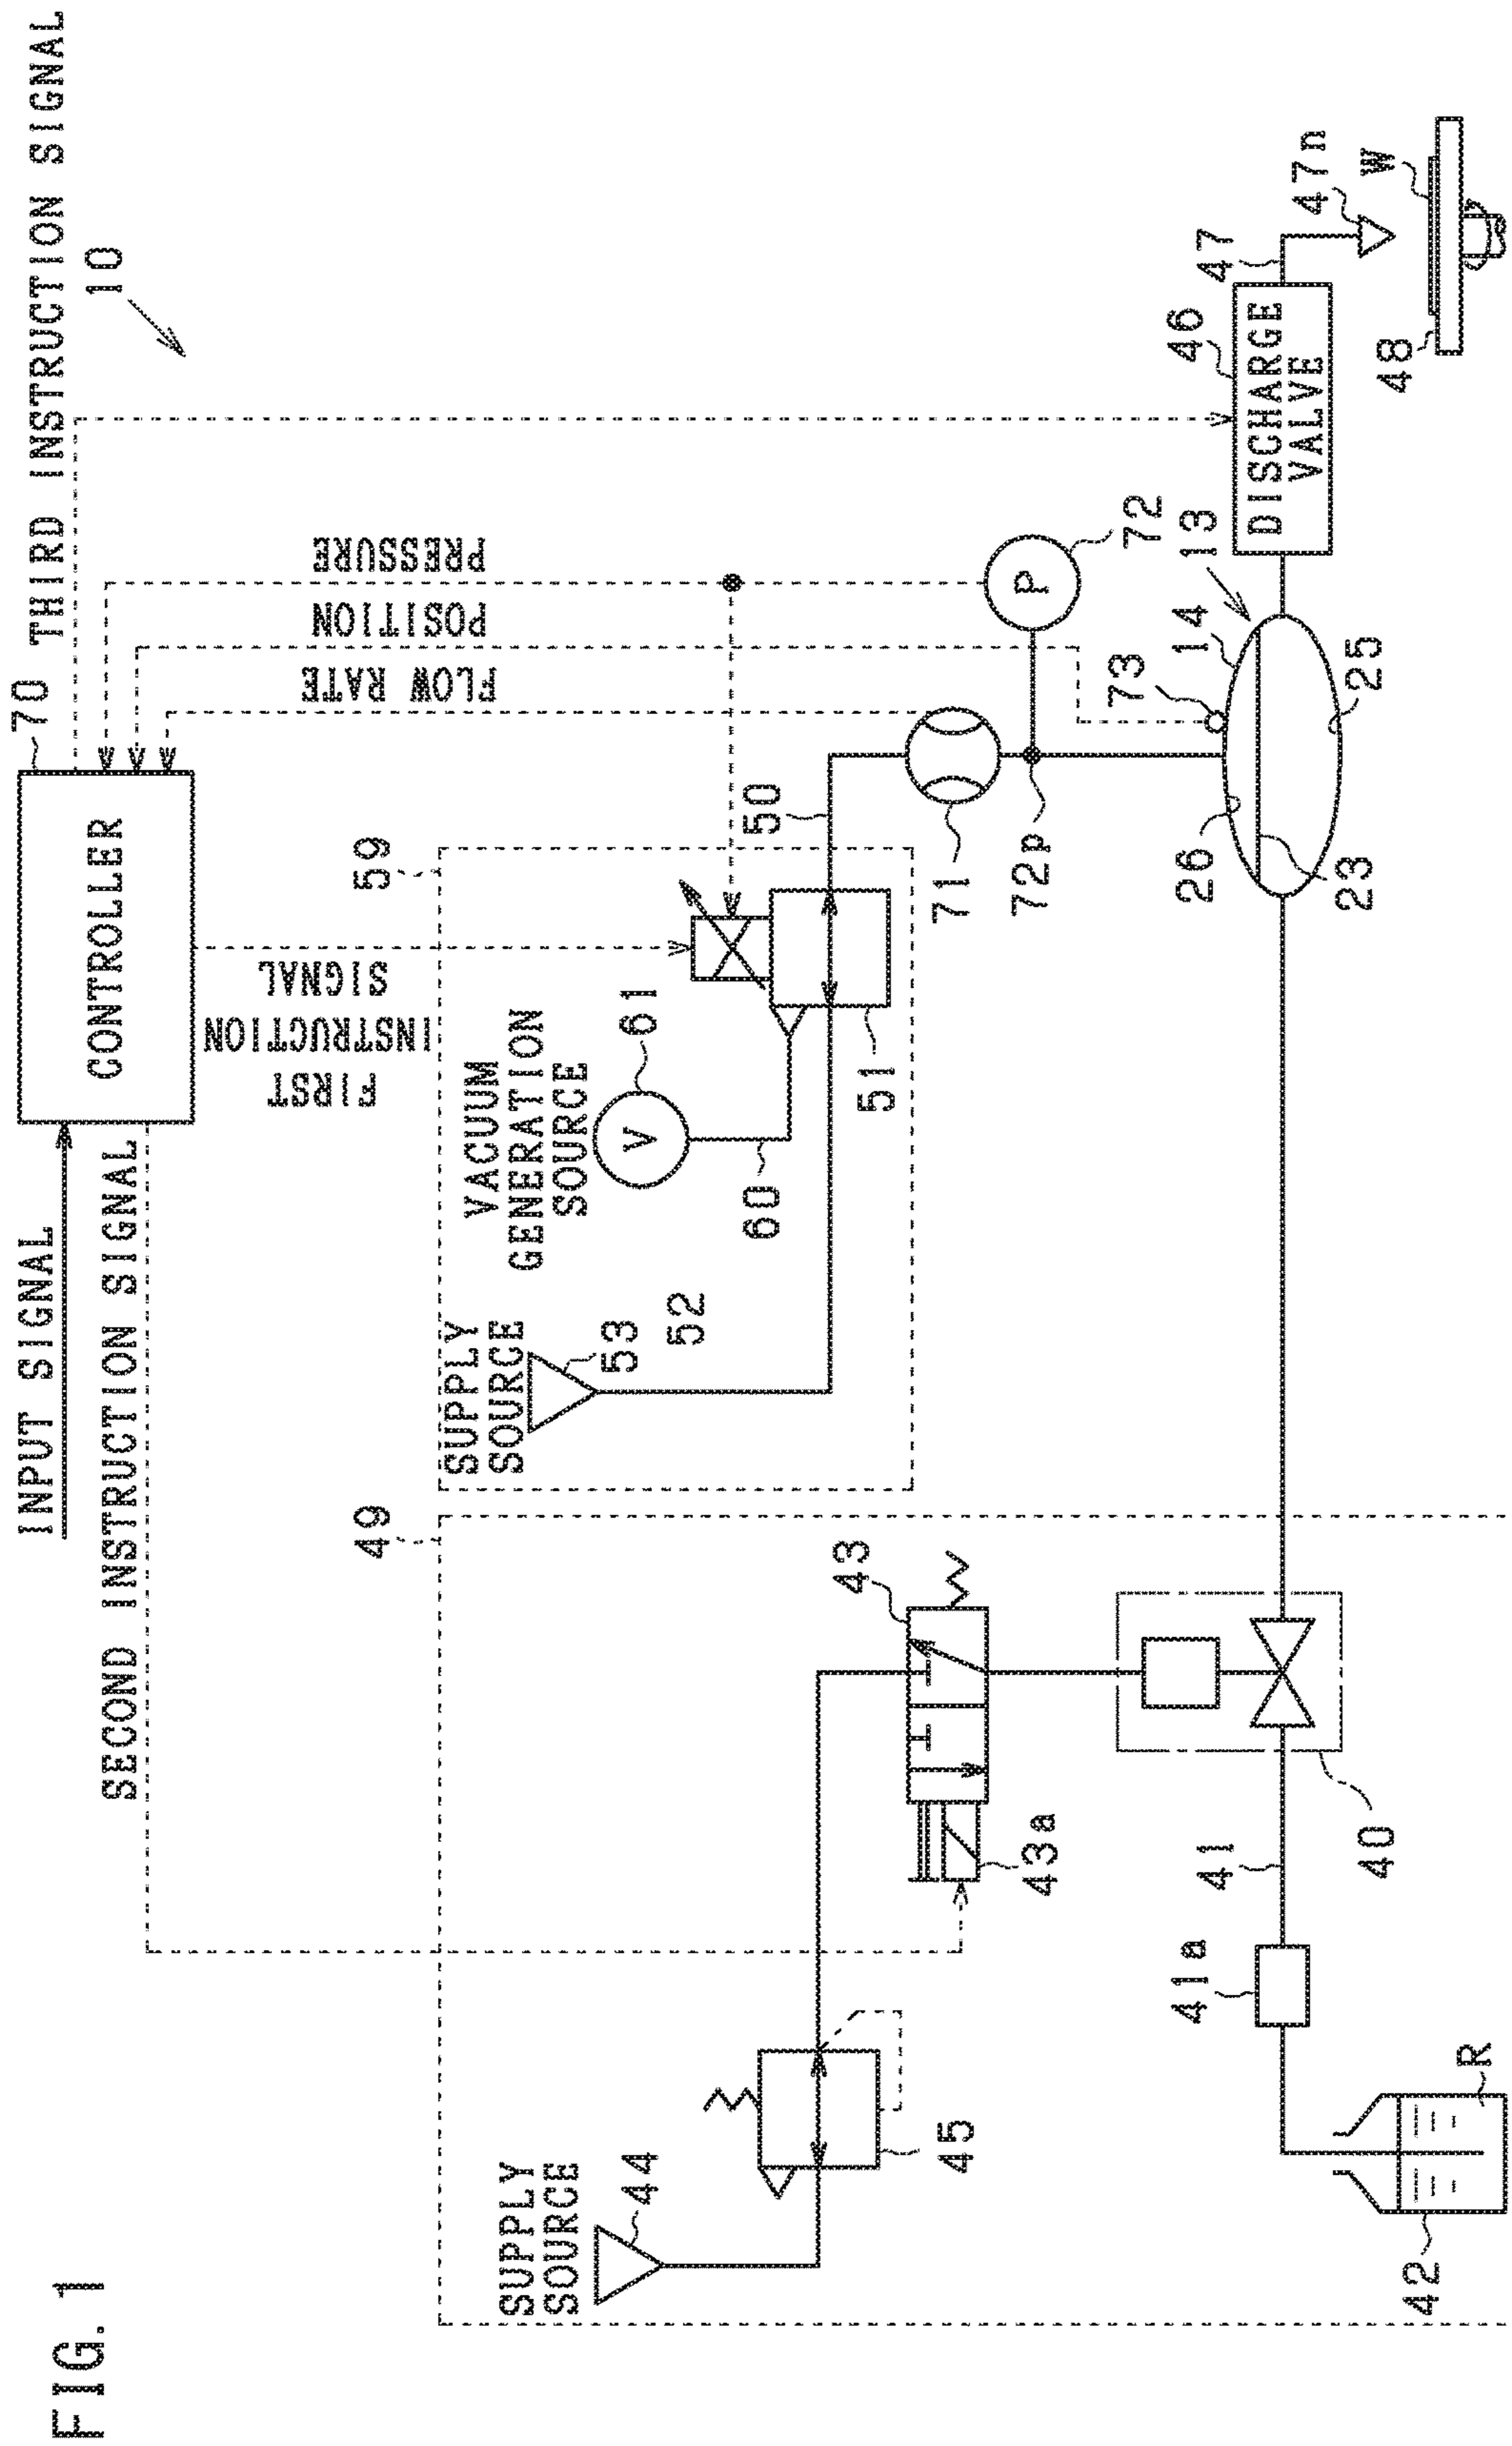 FIG. 1
INPUT SIGNAL
70
THIRD INSTRUCTION SIGNAL
10
CONTROLLER
SECOND INSTRUCTION SIGNAL
PRESSURE
POSITION
FLOW RATE
FIRST
INSTRUCTION
SIGNAL
49
59
SUPPLY
SOURCE
44
45
SUPPLY
SOURCE
53
52
VACUUM
GENERATION
SOURCE
V
61
60
51
50
71
72p
P
72
43
43a
73
14
13
26
23
25
46
DISCHARGE
VALVE
47
47n
W
48
41a
41
40
42
R